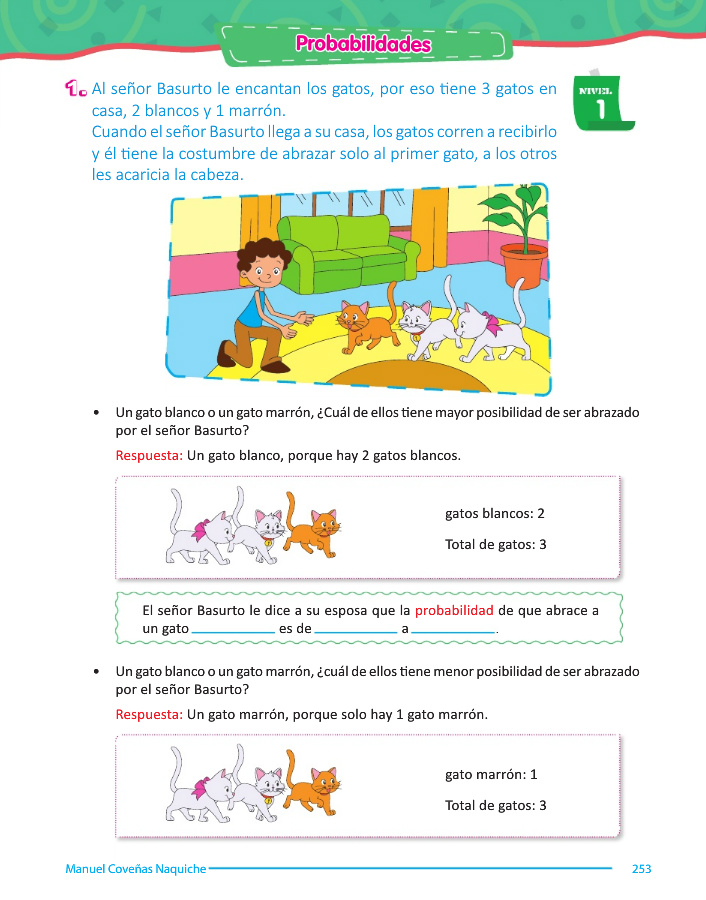 Probabilidades
1. Al señor Basurto le encantan los gatos, por eso tiene 3 gatos en
casa, 2 blancos y 1 marrón.
NIVEL
1
Cuando el señor Basurto llega a su casa, los gatos corren a recibirlo
y él tiene la costumbre de abrazar solo al primer gato, a los otros
les acaricia la cabeza.
• Un gato blanco o un gato marrón, ¿Cuál de ellos tiene mayor posibilidad de ser abrazado
por el señor Basurto?
Respuesta: Un gato blanco, porque hay 2 gatos blancos.
gatos blancos: 2
Total de gatos: 3
El señor Basurto le dice a su esposa que la probabilidad de que abrace a
un gato ____________ es de ____________ a ____________.
• Un gato blanco o un gato marrón, ¿cuál de ellos tiene menor posibilidad de ser abrazado
por el señor Basurto?
Respuesta: Un gato marrón, porque solo hay 1 gato marrón.
gato marrón: 1
Total de gatos: 3
Manuel Coveñas Naquiche
253